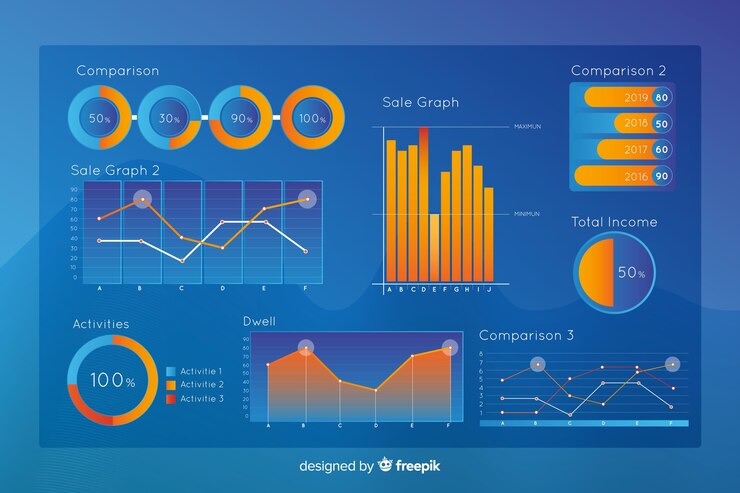 Comparison
50%
30%
90%
100%
Sale Graph 2
90
80
70
60
50
40
30
20
10
0
A B C D E F
Sale Graph
MAXIMUN
MINIMUN
A B C D E F G H I J
Comparison 2
2019 80
2018 50
2017 60
2016 90
Total Income
50%
Activities
100%
Activitie 1
Activitie 2
Activitie 3
Dwell
90
80
70
60
50
40
30
20
10
0
A B C D E F
Comparison 3
8
7
6
5
4
3
2
1
A B C D E F
designed by freepik